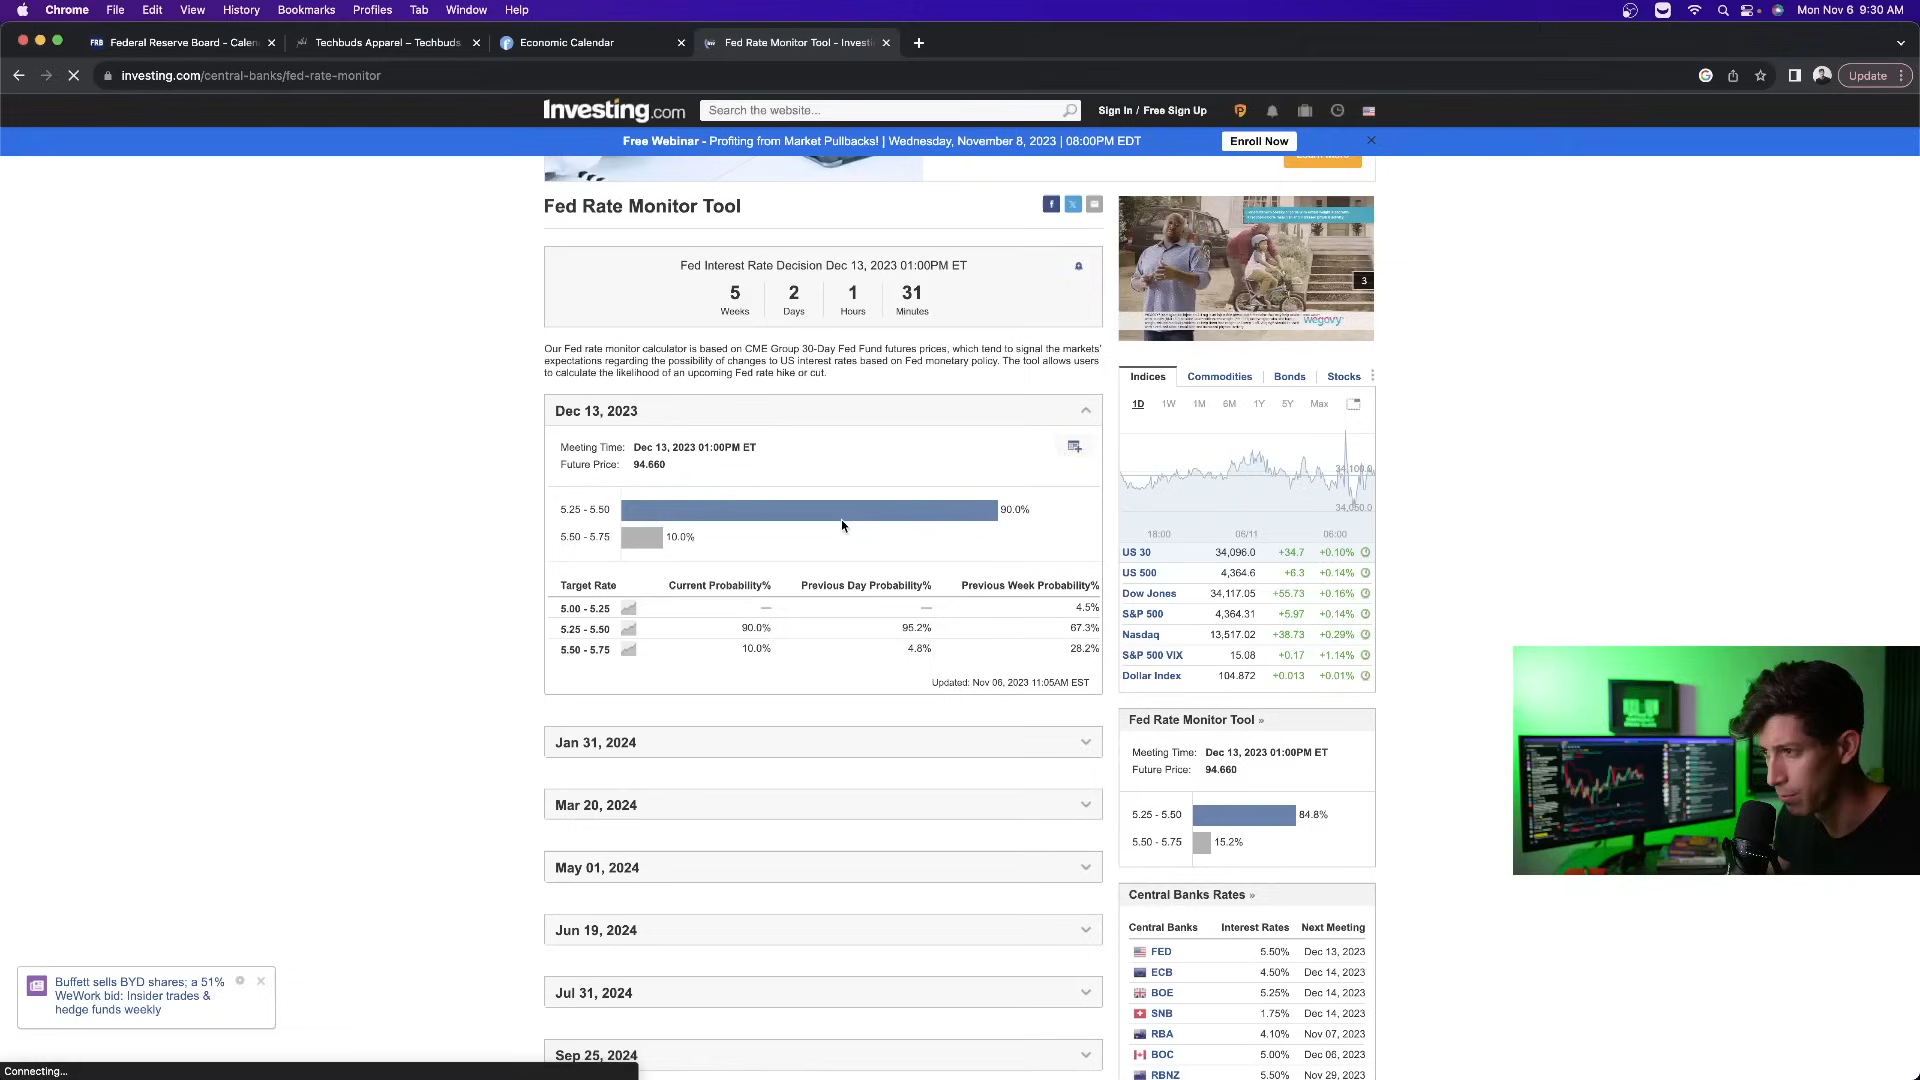 Chrome File Edit View History Bookmarks Profiles Tab Window Help Mon Nov 6 9:30 AM
FRB Federal Reserve Board - Calen Techbuds Apparel – Techbuds Economic Calendar Fed Rate Monitor Tool - Investi
investing.com/central-banks/fed-rate-monitor Update
Investing.com Search the website... Sign In / Free Sign Up
Free Webinar - Profiting from Market Pullbacks! | Wednesday, November 8, 2023 | 08:00PM EDT Enroll Now
Fed Rate Monitor Tool
Fed Interest Rate Decision Dec 13, 2023 01:00PM ET
5 2 1 31
Weeks Days Hours Minutes
Our Fed rate monitor calculator is based on CME Group 30-Day Fed Fund futures prices, which tend to signal the markets'
expectations regarding the possibility of changes to US interest rates based on Fed monetary policy. The tool allows users
to calculate the likelihood of an upcoming Fed rate hike or cut.
Dec 13, 2023
Meeting Time: Dec 13, 2023 01:00PM ET
Future Price: 94.660
5.25 - 5.50 90.0%
5.50 - 5.75 10.0%
Target Rate Current Probability% Previous Day Probability% Previous Week Probability%
5.00 - 5.25 — — 4.5%
5.25 - 5.50 90.0% 95.2% 67.3%
5.50 - 5.75 10.0% 4.8% 28.2%
Updated: Nov 06, 2023 11:05AM EST
Jan 31, 2024
Mar 20, 2024
May 01, 2024
Jun 19, 2024
Jul 31, 2024
Sep 25, 2024
3
wegovy
Indices Commodities Bonds Stocks
1D 1W 1M 6M 1Y 5Y Max
34,100.0
34,050.0
18:00 06/11 06:00
US 30 34,096.0 +34.7 +0.10%
US 500 4,364.6 +6.3 +0.14%
Dow Jones 34,117.05 +55.73 +0.16%
S&P 500 4,364.31 +5.97 +0.14%
Nasdaq 13,517.02 +38.73 +0.29%
S&P 500 VIX 15.08 +0.17 +1.14%
Dollar Index 104.872 +0.013 +0.01%
Fed Rate Monitor Tool »
Meeting Time: Dec 13, 2023 01:00PM ET
Future Price: 94.660
5.25 - 5.50 84.8%
5.50 - 5.75 15.2%
Central Banks Rates »
Central Banks Interest Rates Next Meeting
FED 5.50% Dec 13, 2023
ECB 4.50% Dec 14, 2023
BOE 5.25% Dec 14, 2023
SNB 1.75% Dec 14, 2023
RBA 4.10% Nov 07, 2023
BOC 5.00% Dec 06, 2023
RBNZ 5.50% Nov 29, 2023
Buffett sells BYD shares; a 51%
WeWork bid: Insider trades &
hedge funds weekly
Connecting...